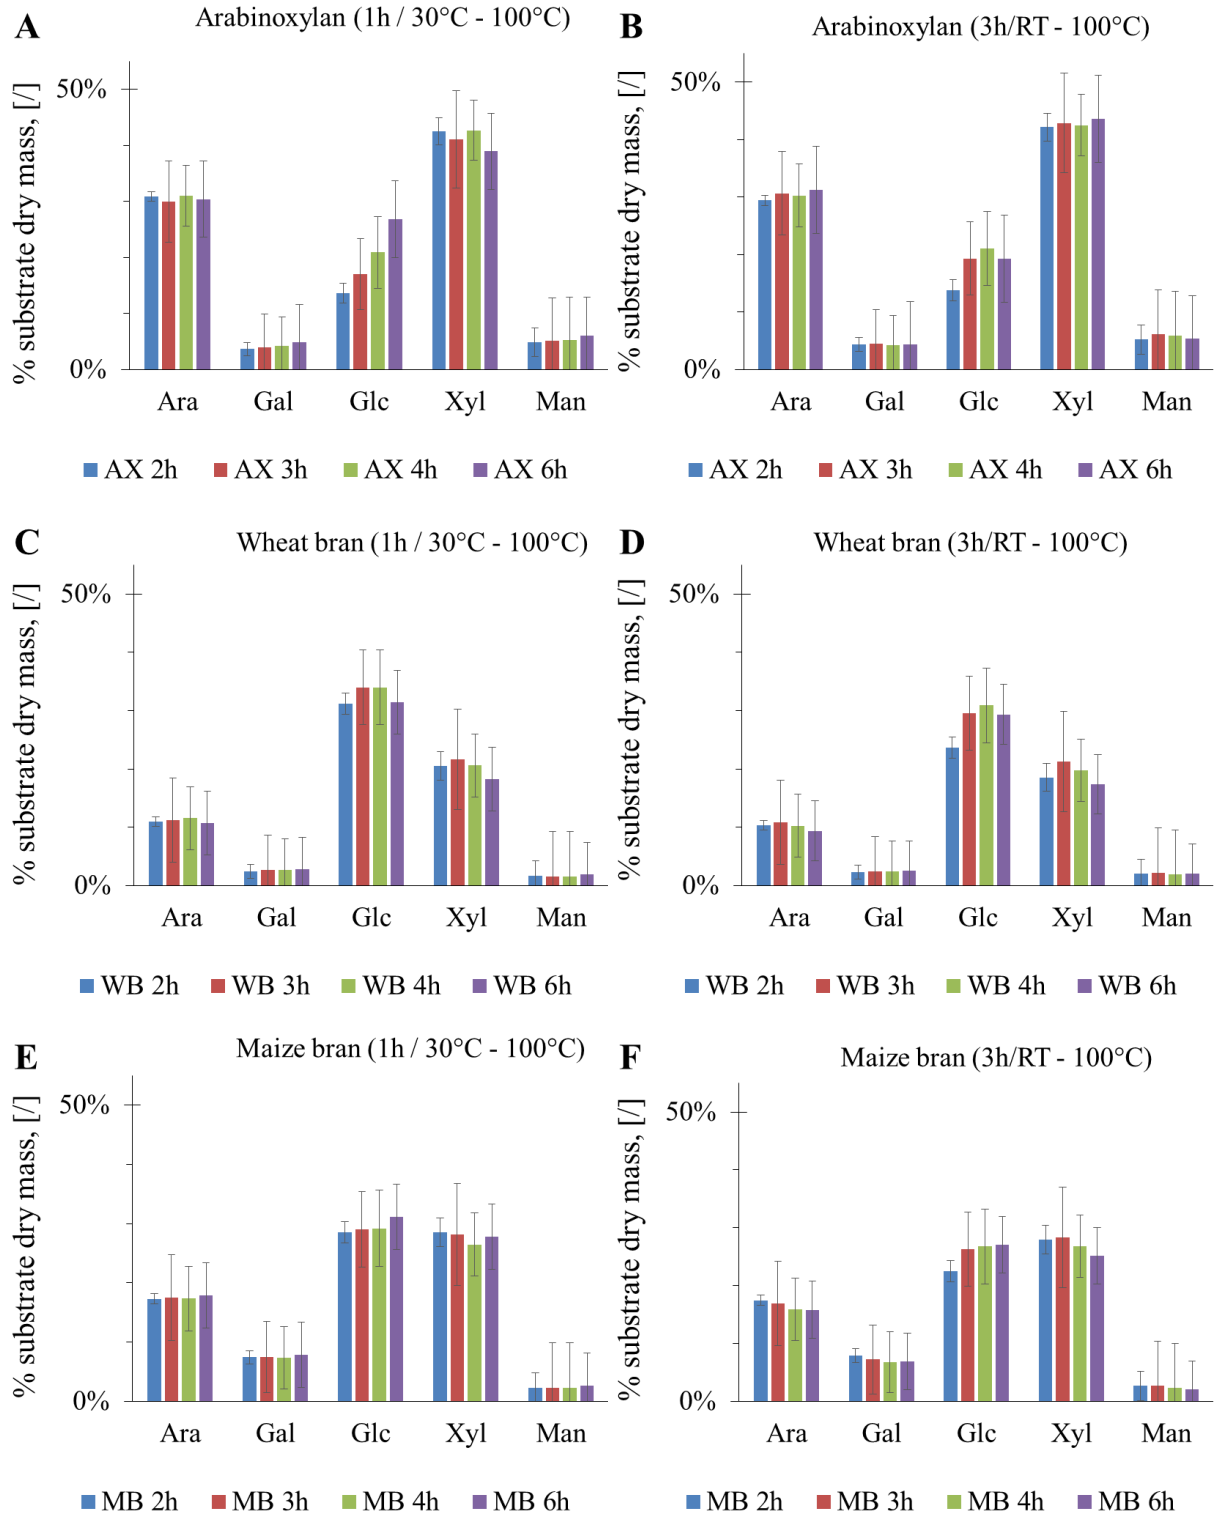 A
Arabinoxylan (1h / 30°C - 100°C)
% substrate dry mass, [/]
50%
0%
Ara Gal Glc Xyl Man
AX 2h AX 3h AX 4h AX 6h
B
Arabinoxylan (3h/RT - 100°C)
% substrate dry mass, [/]
50%
0%
Ara Gal Glc Xyl Man
AX 2h AX 3h AX 4h AX 6h
C
Wheat bran (1h / 30°C - 100°C)
% substrate dry mass, [/]
50%
0%
Ara Gal Glc Xyl Man
WB 2h WB 3h WB 4h WB 6h
D
Wheat bran (3h/RT - 100°C)
% substrate dry mass, [/]
50%
0%
Ara Gal Glc Xyl Man
WB 2h WB 3h WB 4h WB 6h
E
Maize bran (1h / 30°C - 100°C)
% substrate dry mass, [/]
50%
0%
Ara Gal Glc Xyl Man
MB 2h MB 3h MB 4h MB 6h
F
Maize bran (3h/RT - 100°C)
% substrate dry mass, [/]
50%
0%
Ara Gal Glc Xyl Man
MB 2h MB 3h MB 4h MB 6h